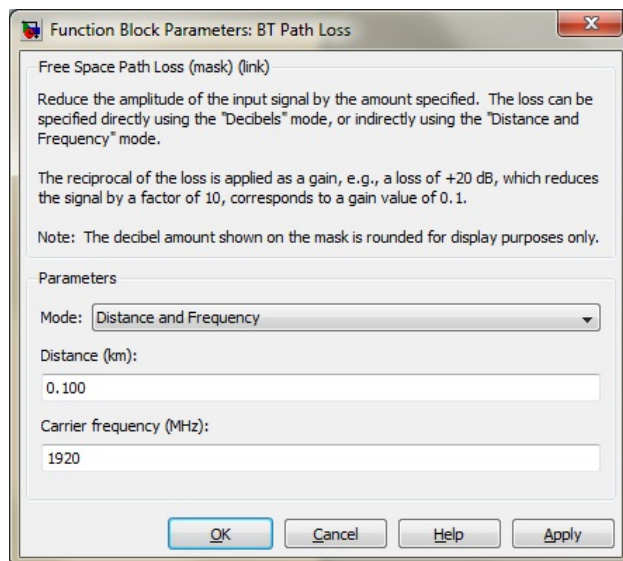 Function Block Parameters: BT Path Loss
Free Space Path Loss (mask) (link)
Reduce the amplitude of the input signal by the amount specified.  The loss can be
specified directly using the "Decibels" mode, or indirectly using the "Distance and
Frequency" mode.
The reciprocal of the loss is applied as a gain, e.g., a loss of +20 dB, which reduces
the signal by a factor of 10, corresponds to a gain value of 0.1.
Note:  The decibel amount shown on the mask is rounded for display purposes only.
Parameters
Mode: Distance and Frequency
Distance (km):
0.100
Carrier frequency (MHz):
1920
OK Cancel Help Apply